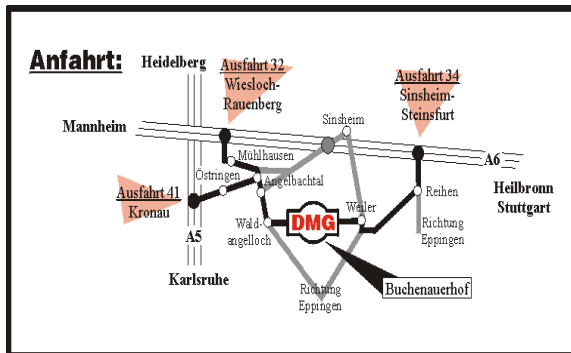 Anfahrt:
Heidelberg
Ausfahrt 32
Wiesloch-
Rauenberg
Ausfahrt 34
Sinsheim-
Steinsfurt
Mannheim
Sinsheim
Mühlhausen
A6
Östringen
Angelbachtal
Heilbronn
Stuttgart
Ausfahrt 41
Kronau
Reihen
Wald-
angelloch
DMG
Weiler
Richtung
Eppingen
A5
Karlsruhe
Richtung
Eppingen
Buchenauerhof